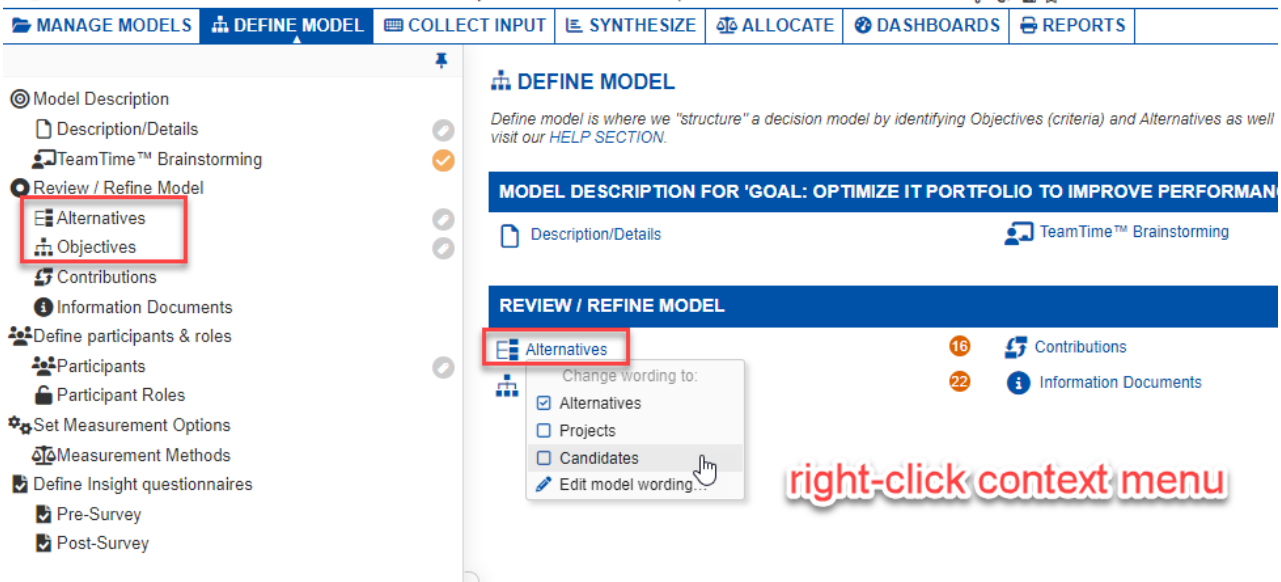 MANAGE MODELS DEFINE MODEL COLLECT INPUT SYNTHESIZE ALLOCATE DASHBOARDS REPORTS
Model Description
Description/Details
TeamTime™ Brainstorming
Review / Refine Model
Alternatives
Objectives
Contributions
Information Documents
Define participants & roles
Participants
Participant Roles
Set Measurement Options
Measurement Methods
Define Insight questionnaires
Pre-Survey
Post-Survey
DEFINE MODEL
Define model is where we "structure" a decision model by identifying Objectives (criteria) and Alternatives as well
visit our HELP SECTION.
MODEL DESCRIPTION FOR 'GOAL: OPTIMIZE IT PORTFOLIO TO IMPROVE PERFORMAN
Description/Details TeamTime™ Brainstorming
REVIEW / REFINE MODEL
Alternatives 16 Contributions
22 Information Documents
Change wording to:
Alternatives
Projects
Candidates
Edit model wording...
right-click context menu